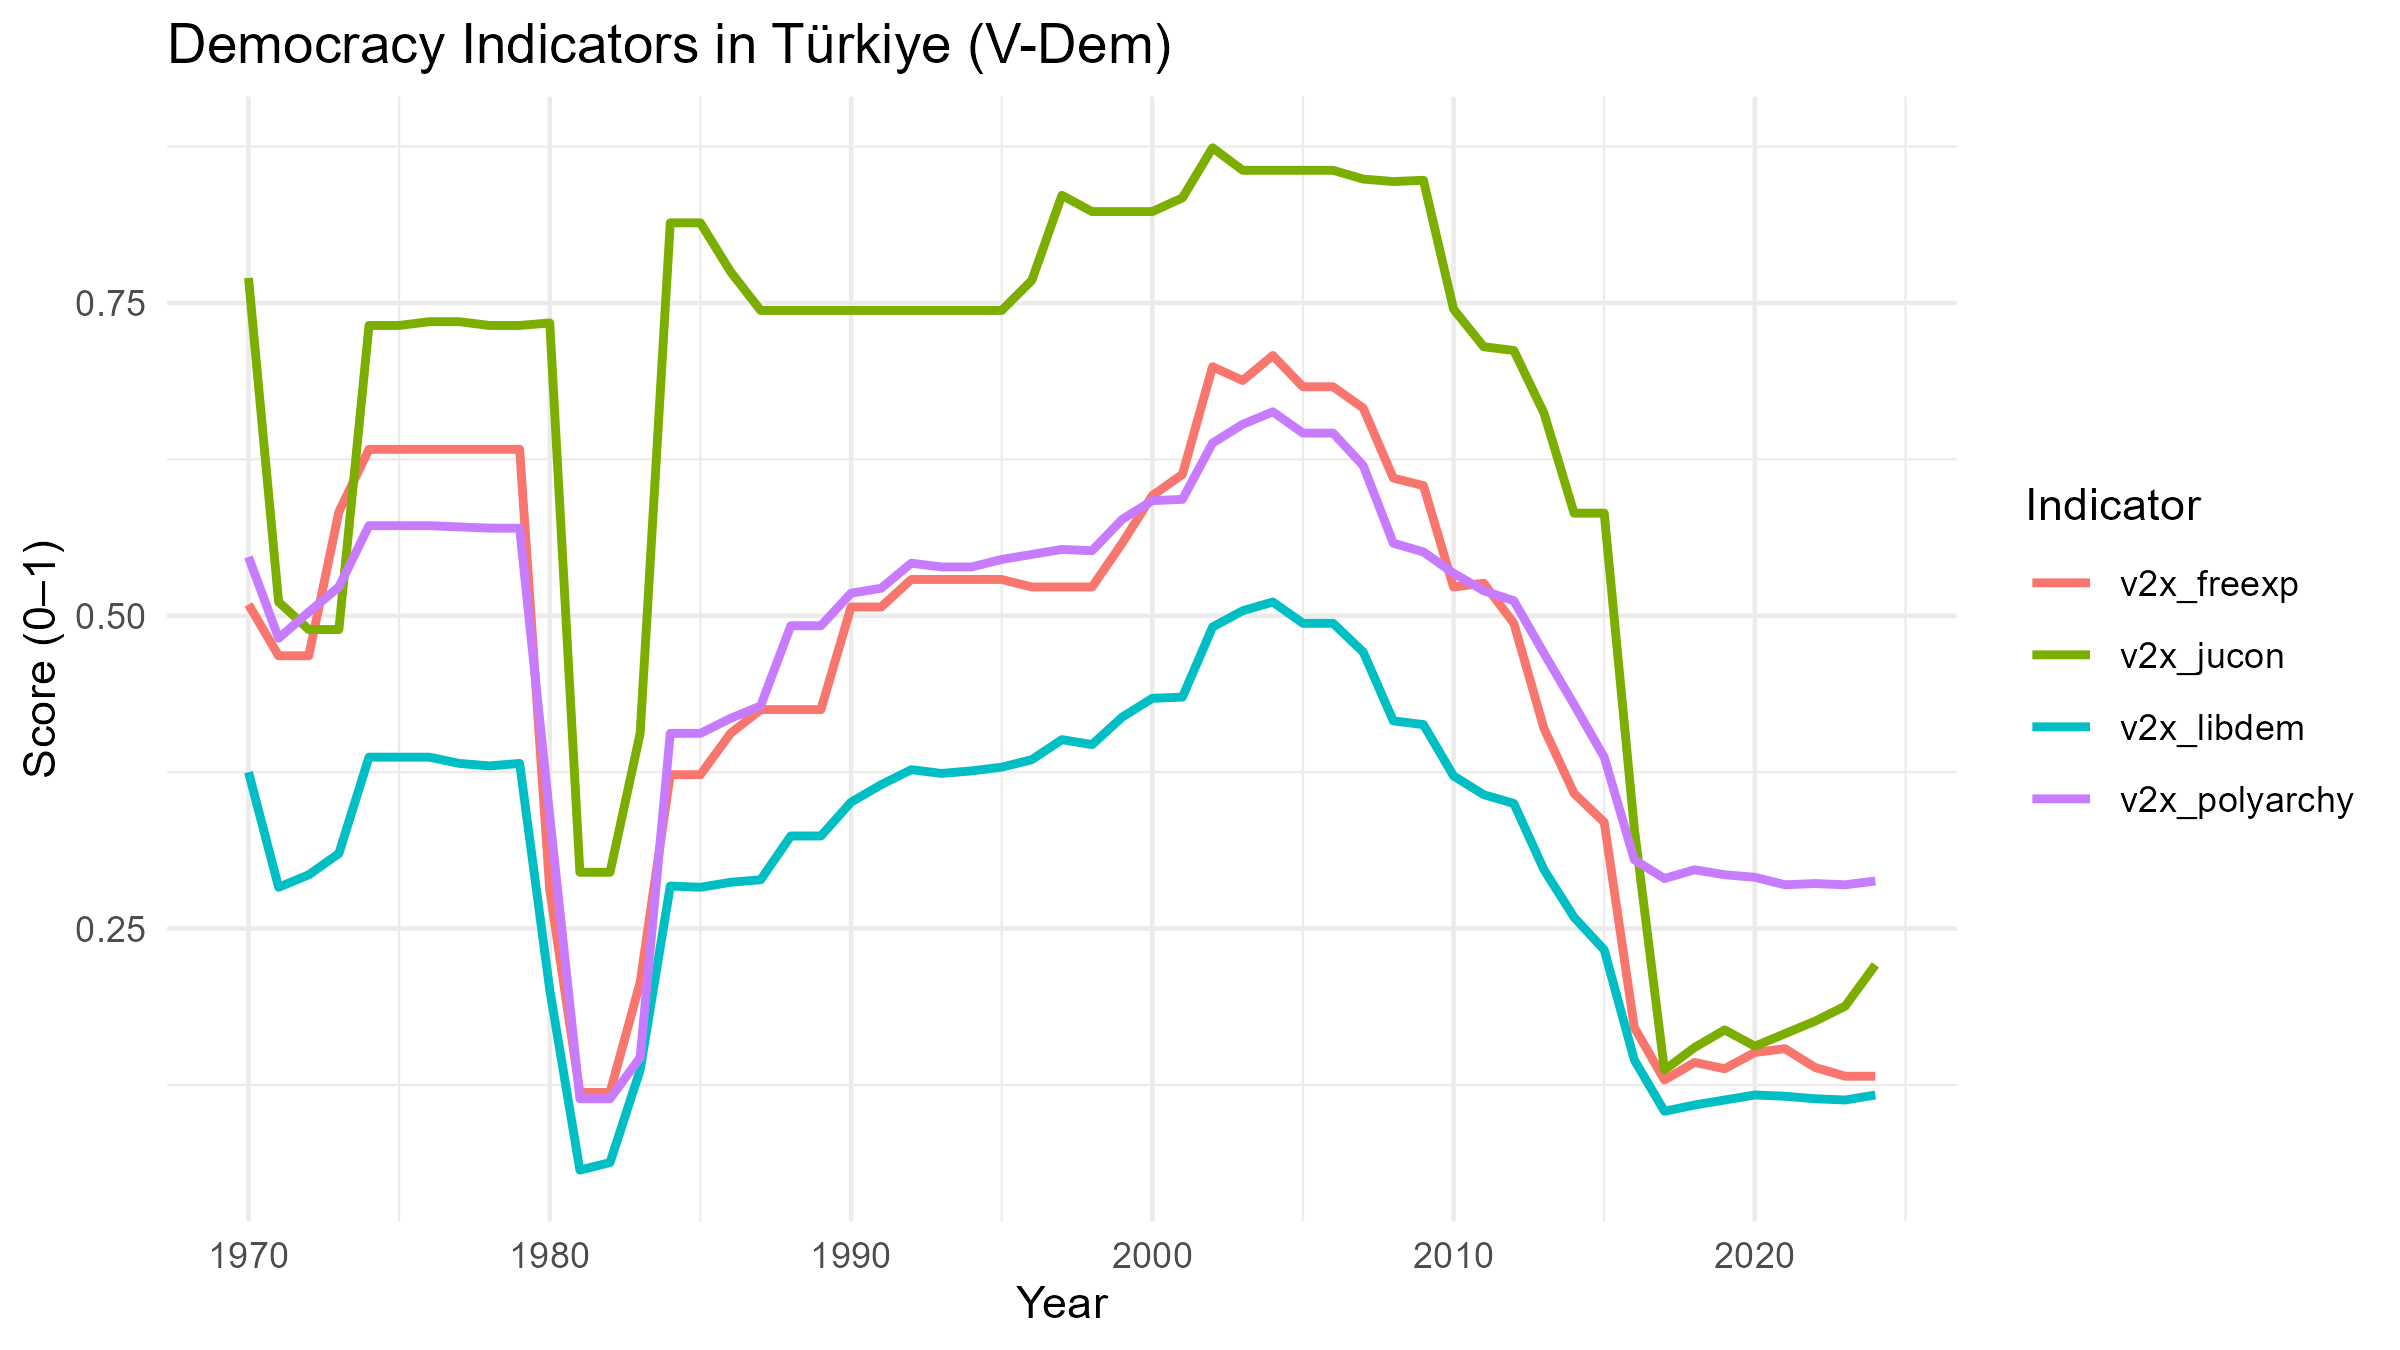 Democracy Indicators in Türkiye (V-Dem)
Score (0–1)
0.75
0.50
0.25
1970 1980 1990 2000 2010 2020
Year
Indicator
v2x_freexp
v2x_jucon
v2x_libdem
v2x_polyarchy